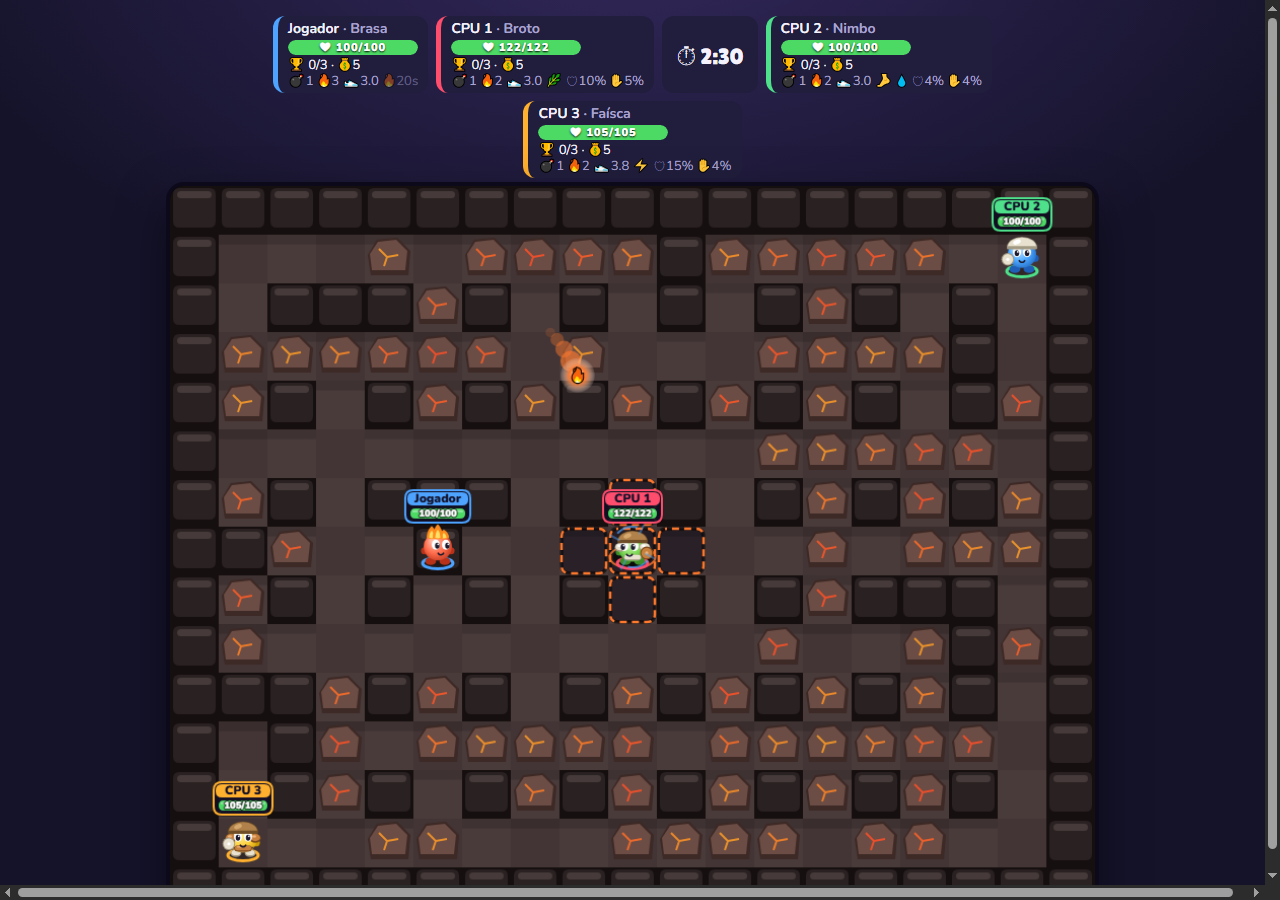 Jogador · Brasa
100/100
0/3 · 5
1 3 3.0 20s
CPU 1 · Broto
122/122
0/3 · 5
1 2 3.0 10% 5%
2:30
CPU 2 · Nimbo
100/100
0/3 · 5
1 2 3.0 4% 4%
CPU 3 · Faísca
105/105
0/3 · 5
1 2 3.8 15% 4%
CPU 2
100/100
Jogador
100/100
CPU 1
122/122
CPU 3
105/105